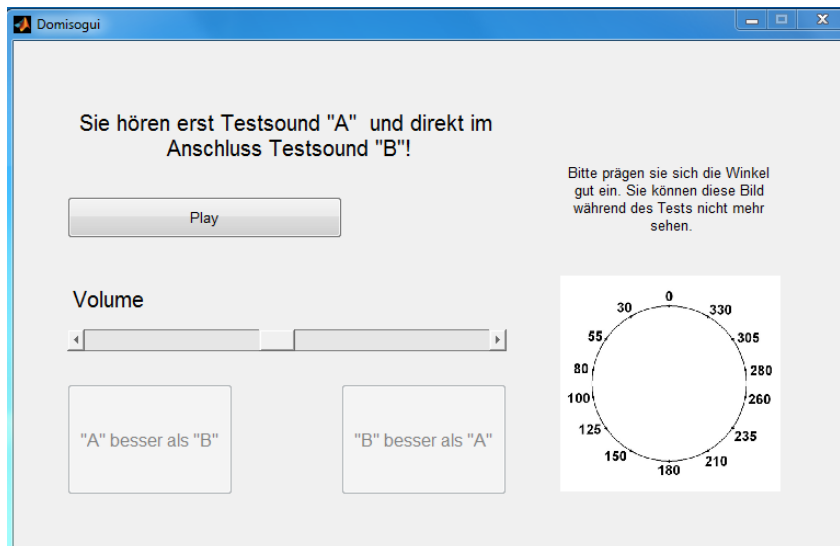 Domisogui
Sie hören erst Testsound "A" und direkt im
Anschluss Testsound "B"!
Play
Volume
"A" besser als "B"
"B" besser als "A"
Bitte prägen sie sich die Winkel
gut ein. Sie können diese Bild
während des Tests nicht mehr
sehen.
0
30
330
55
305
80
280
100
260
125
235
150
210
180